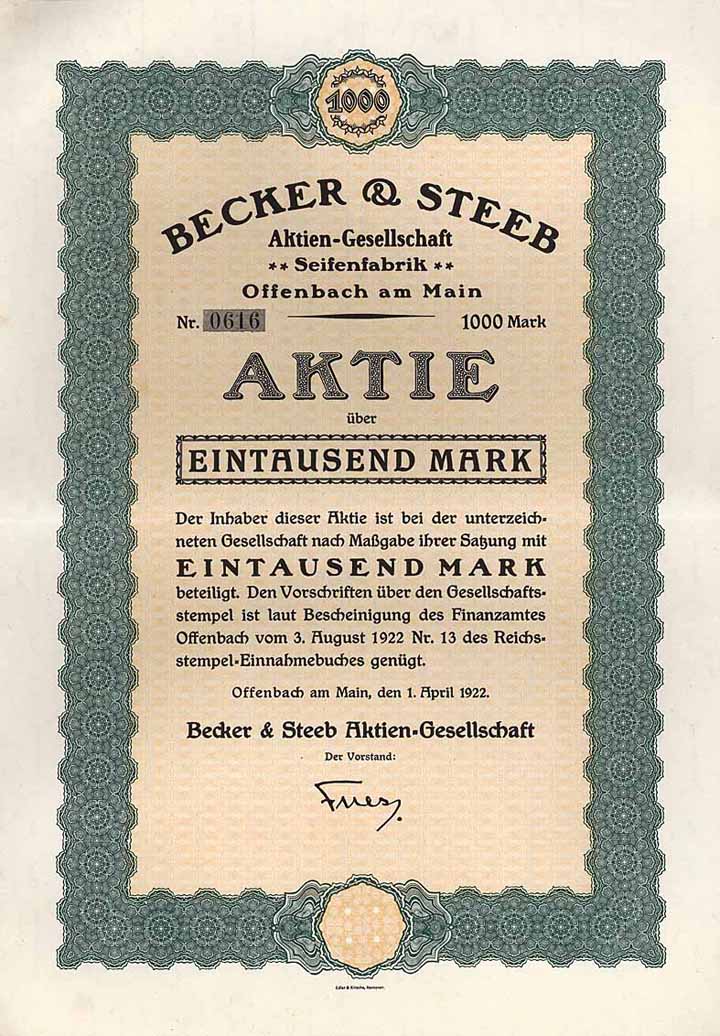 1000
BECKER & STEEB
Aktien-Gesellschaft
** Seifenfabrik **
Offenbach am Main
Nr. 0616 1000 Mark
AKTIE
über
EINTAUSEND MARK
Der Inhaber dieser Aktie ist bei der unterzeich-
neten Gesellschaft nach Maßgabe ihrer Satzung mit
EINTAUSEND MARK
beteiligt. Den Vorschriften über den Gesellschafts-
stempel ist laut Bescheinigung des Finanzamtes
Offenbach vom 3. August 1922 Nr. 13 des Reichs-
stempel-Einnahmebuches genügt.
Offenbach am Main, den 1. April 1922.
Becker & Steeb Aktien-Gesellschaft
Der Vorstand:
Edler & Krische, Hannover.